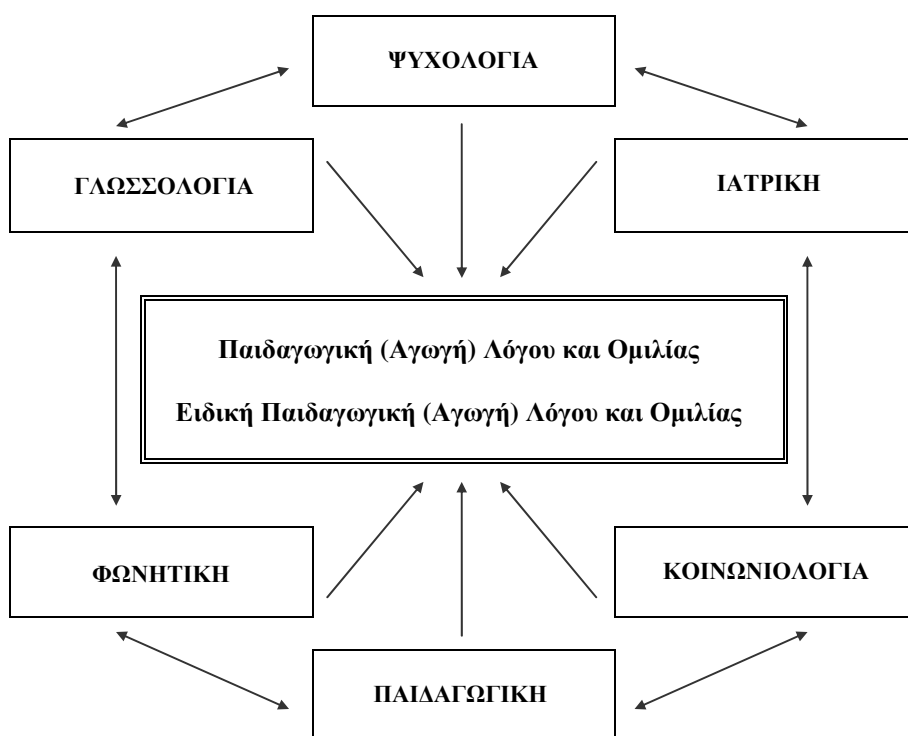 ΨΥΧΟΛΟΓΙΑ
ΓΛΩΣΣΟΛΟΓΙΑ
ΙΑΤΡΙΚΗ
Παιδαγωγική (Αγωγή) Λόγου και Ομιλίας
Ειδική Παιδαγωγική (Αγωγή) Λόγου και Ομιλίας
ΦΩΝΗΤΙΚΗ
ΚΟΙΝΩΝΙΟΛΟΓΙΑ
ΠΑΙΔΑΓΩΓΙΚΗ